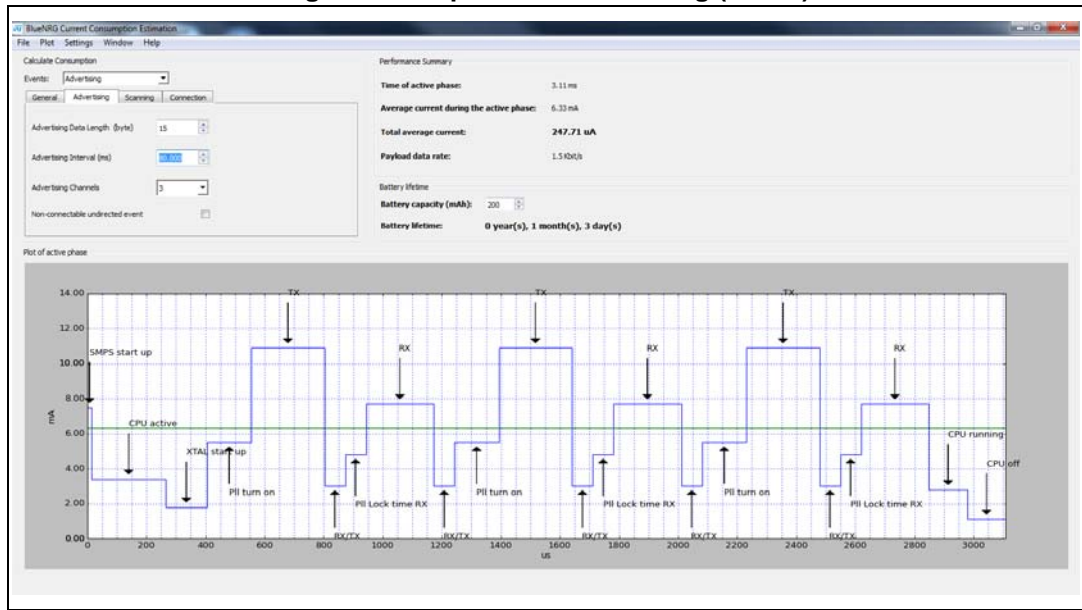 BlueNRG Current Consumption Estimation
File Plot Settings Window Help
Calculate Consumption
Events: Advertising
General Advertising Scanning Connection
Advertising Data Length (byte) 15
Advertising Interval (ms)
Advertising Channels 3
Non-connectable undirected event
Performance Summary
Time of active phase: 3.11 ms
Average current during the active phase: 6.33 mA
Total average current: 247.71 uA
Payload data rate: 1.5 Kbit/s
Battery lifetime
Battery capacity (mAh): 200
Battery lifetime: 0 year(s), 1 month(s), 3 day(s)
Plot of active phase
14.00
12.00
10.00
8.00
6.00
4.00
2.00
0.00
mA
TX
TX
TX
SMPS start up
RX
RX
RX
CPU active
CPU running
XTAL start up
CPU off
Pll turn on
Pll turn on
Pll turn on
Pll Lock time RX
Pll Lock time RX
Pll Lock time RX
RX/TX
RX/TX
RX/TX
RX/TX
RX/TX
0 200 400 600 800 1000 1200 1400 1600 1800 2000 2200 2400 2600 2800 3000
us